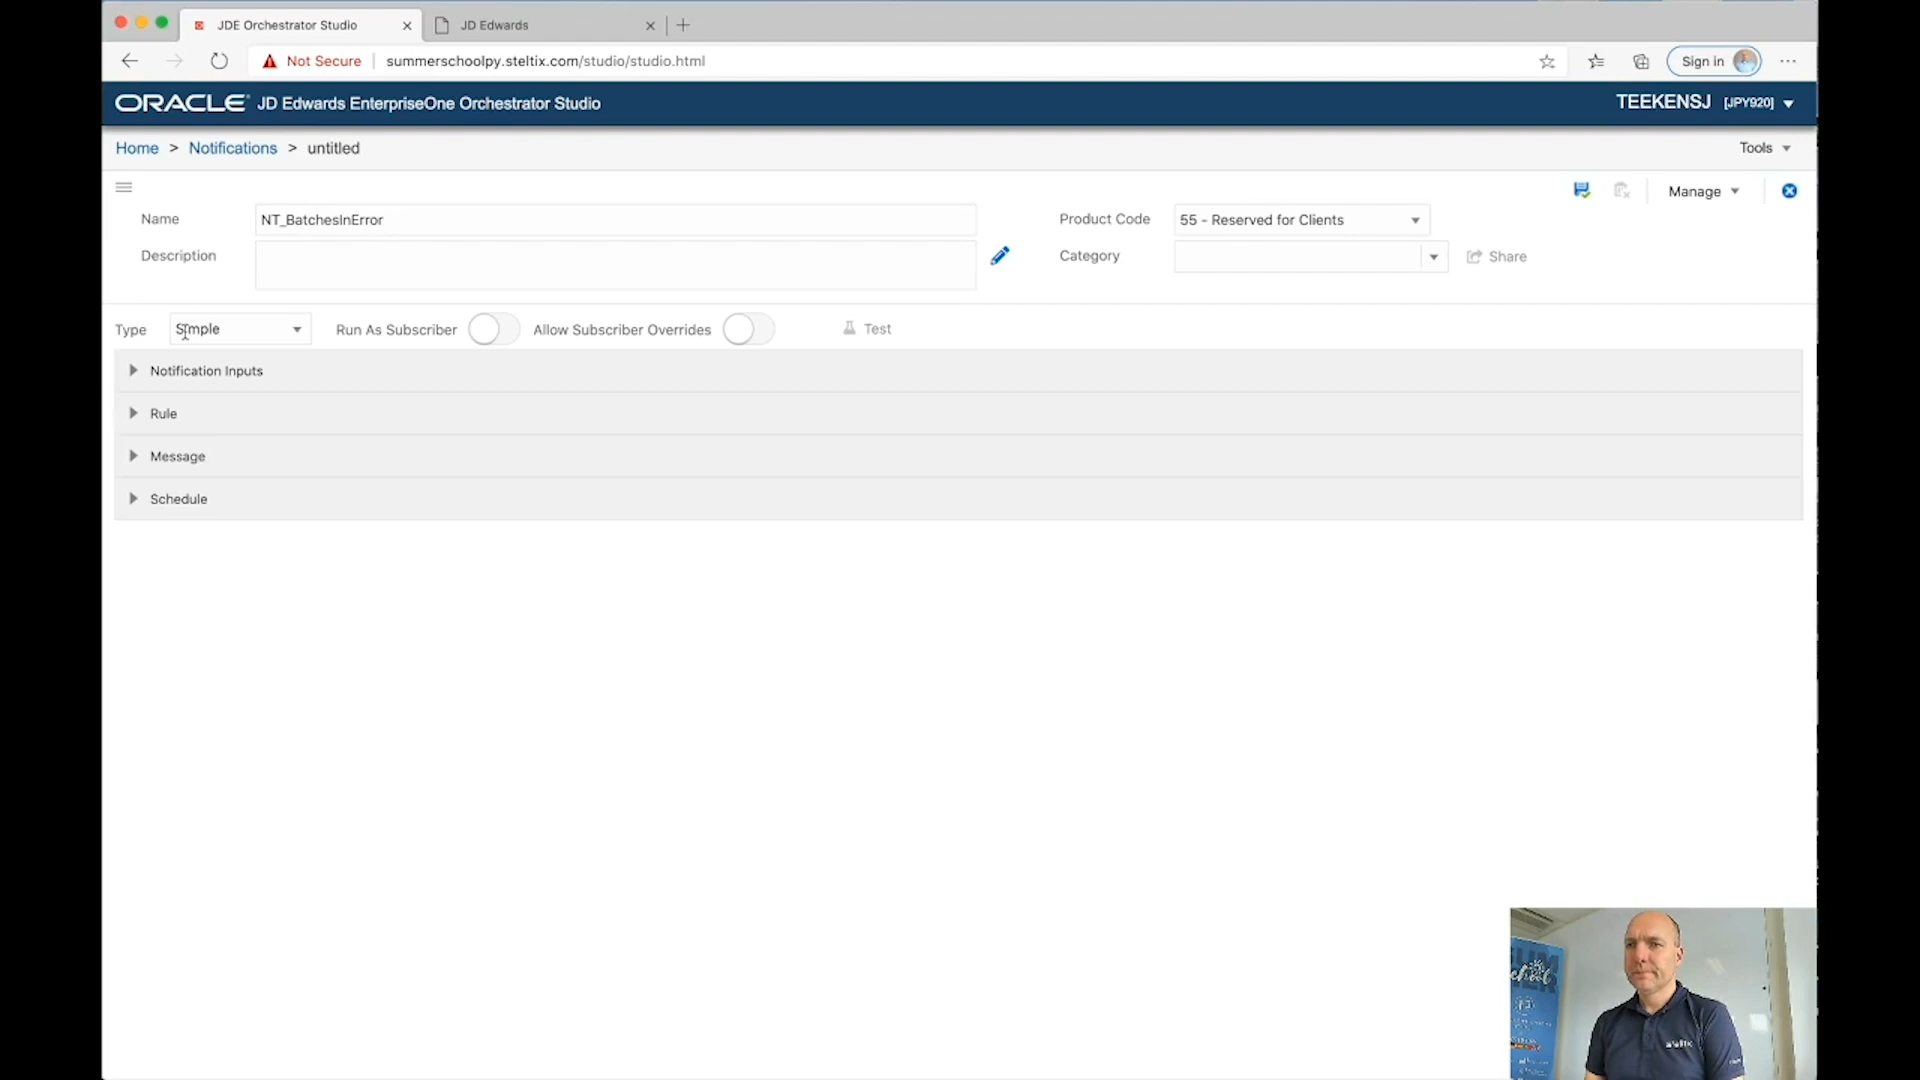 JDE Orchestrator Studio
JD Edwards
Not Secure
summerschoolpy.steltix.com/studio/studio.html
Sign in
ORACLE JD Edwards EnterpriseOne Orchestrator Studio
TEEKENSJ [JPY920]
Home > Notifications > untitled
Tools
Manage
Name NT_BatchesInError
Product Code 55 - Reserved for Clients
Description
Category
Share
Type Simple
Run As Subscriber
Allow Subscriber Overrides
Test
Notification Inputs
Rule
Message
Schedule
school